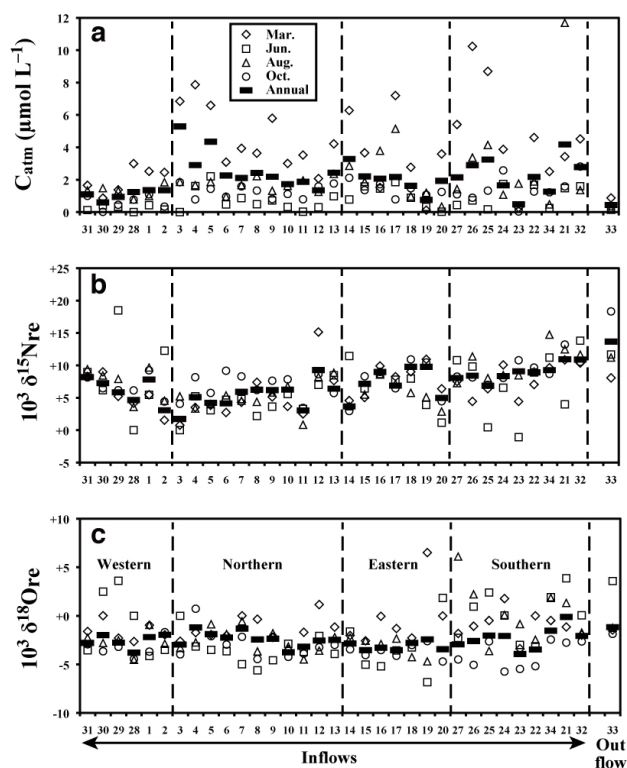 a
Mar.
Jun.
Aug.
Oct.
Annual
Catm (μmol L⁻¹)
12
10
8
6
4
2
0
31 30 29 28 1 2 3 4 5 6 7 8 9 10 11 12 13 14 15 16 17 18 19 20 27 26 25 24 23 22 34 21 32 33
b
10³ δ¹⁵Nre
+25
+20
+15
+10
+5
+0
-5
31 30 29 28 1 2 3 4 5 6 7 8 9 10 11 12 13 14 15 16 17 18 19 20 27 26 25 24 23 22 34 21 32 33
c
10³ δ¹⁸Ore
+10
+5
+0
-5
-10
Western Northern Eastern Southern
31 30 29 28 1 2 3 4 5 6 7 8 9 10 11 12 13 14 15 16 17 18 19 20 27 26 25 24 23 22 34 21 32 33
Inflows
Out
flow